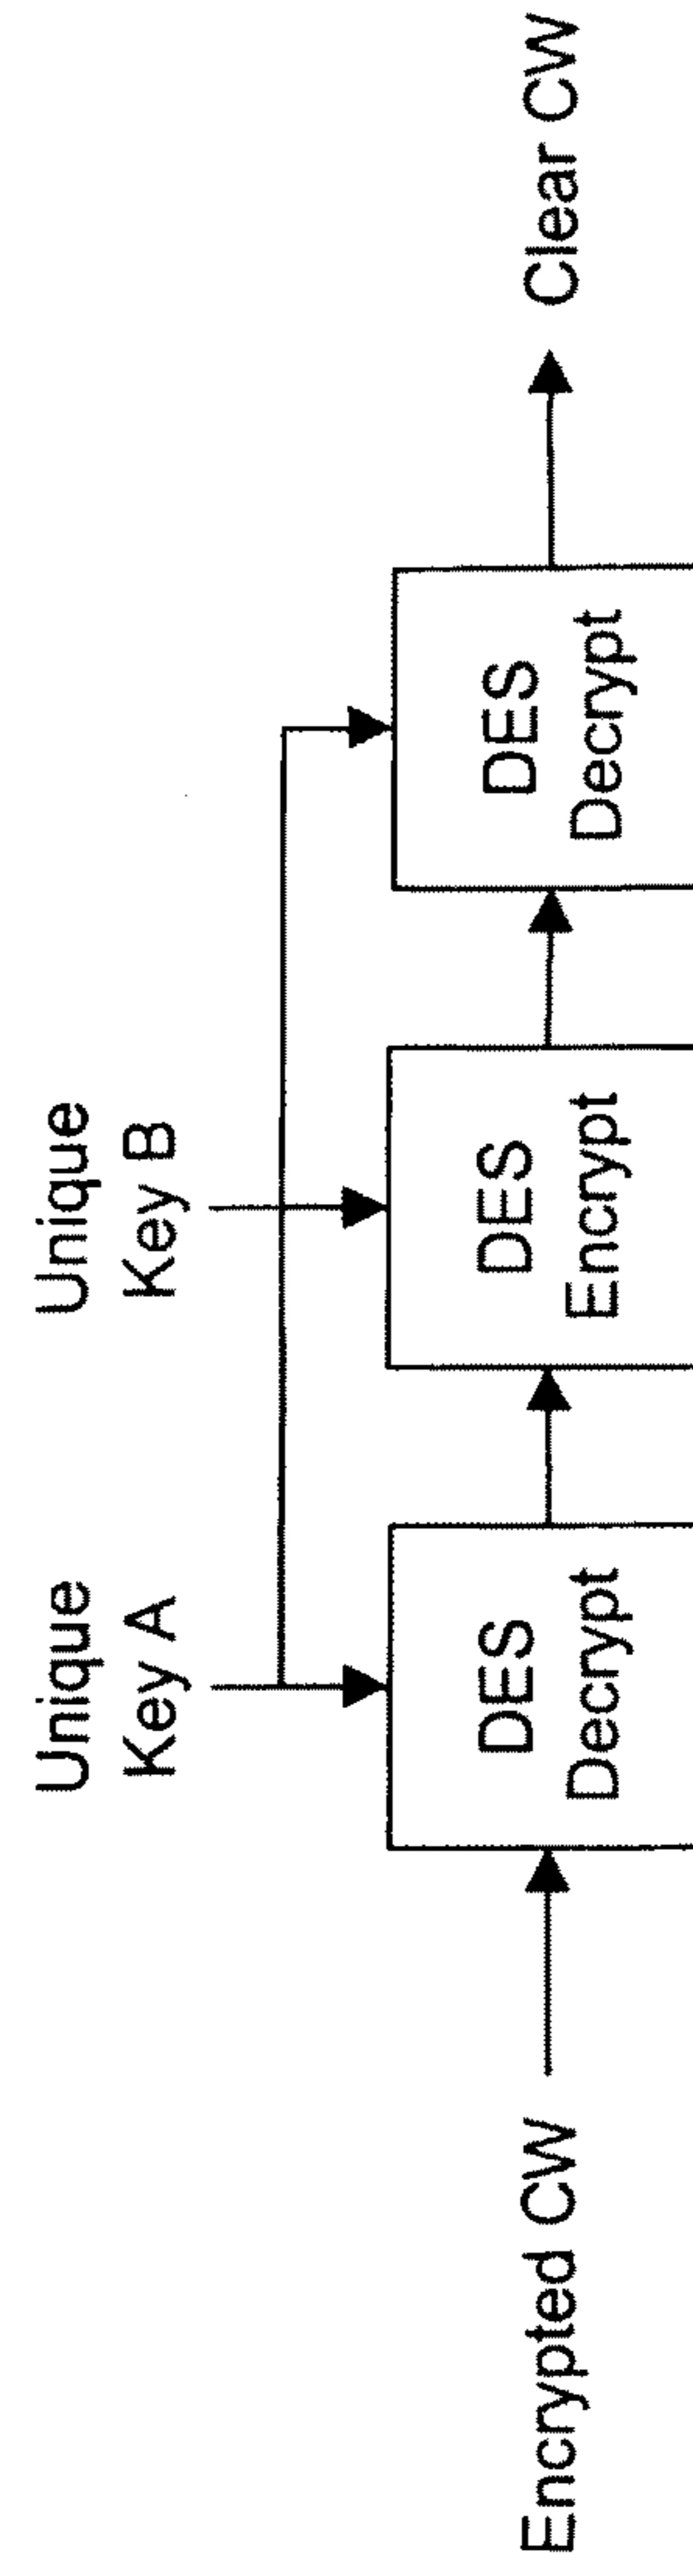 Unique
Key A
Unique
Key B
Encrypted CW
DES
Decrypt
DES
Encrypt
DES
Decrypt
Clear CW